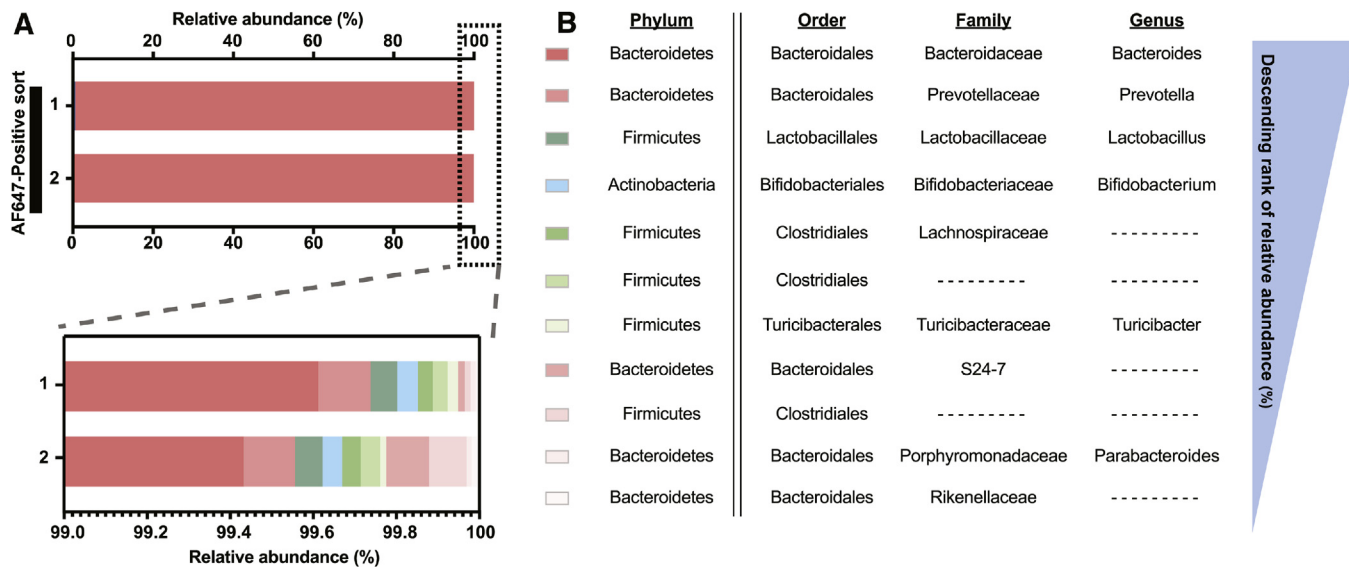 A
Relative abundance (%)
0 20 40 60 80 100
AF647-Positive sort
1
2
0 20 40 60 80 100
1
2
99.0 99.2 99.4 99.6 99.8 100
Relative abundance (%)
B
Phylum Order Family Genus
Bacteroidetes Bacteroidales Bacteroidaceae Bacteroides
Bacteroidetes Bacteroidales Prevotellaceae Prevotella
Firmicutes Lactobacillales Lactobacillaceae Lactobacillus
Actinobacteria Bifidobacteriales Bifidobacteriaceae Bifidobacterium
Firmicutes Clostridiales Lachnospiraceae ---------
Firmicutes Clostridiales --------- ---------
Firmicutes Turicibacterales Turicibacteraceae Turicibacter
Bacteroidetes Bacteroidales S24-7 ---------
Firmicutes Clostridiales --------- ---------
Bacteroidetes Bacteroidales Porphyromonadaceae Parabacteroides
Bacteroidetes Bacteroidales Rikenellaceae ---------
Descending rank of relative abundance (%)